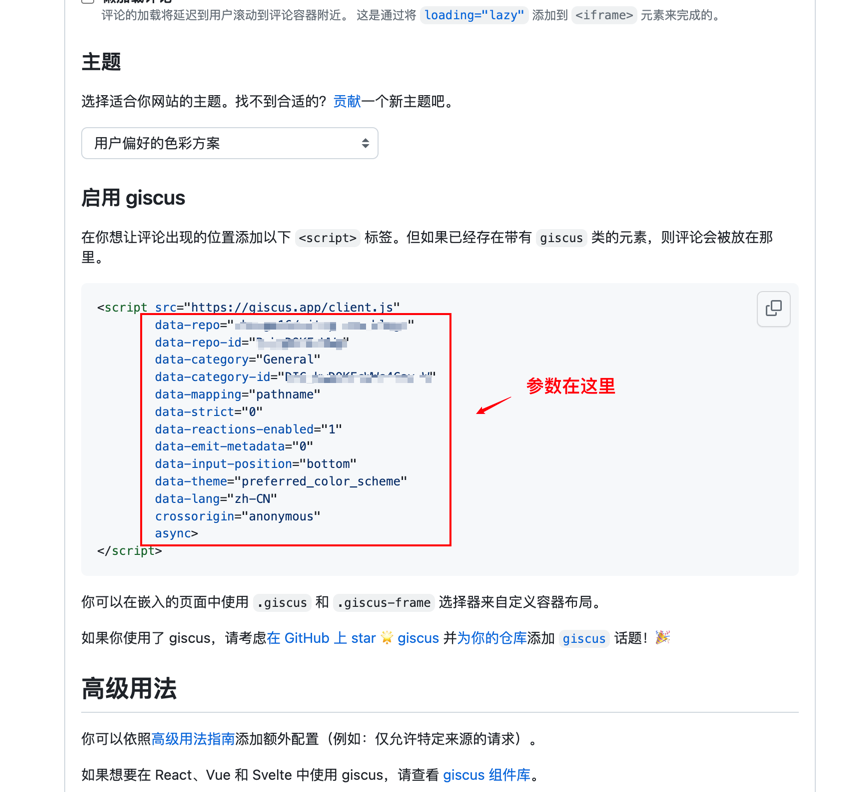 评论的加载将延迟到用户滚动到评论容器附近。 这是通过将 loading="lazy" 添加到 <iframe> 元素来完成的。
主题
选择适合你网站的主题。找不到合适的？贡献一个新主题吧。
用户偏好的色彩方案
启用 giscus
在你想让评论出现的位置添加以下 <script> 标签。但如果已经存在带有 giscus 类的元素，则评论会被放在那
里。
<script src="https://giscus.app/client.js"
data-repo="
data-repo-id="
data-category="General"
data-category-id="
data-mapping="pathname"
data-strict="0"
data-reactions-enabled="1"
data-emit-metadata="0"
data-input-position="bottom"
data-theme="preferred_color_scheme"
data-lang="zh-CN"
crossorigin="anonymous"
async>
</script>
参数在这里
你可以在嵌入的页面中使用 .giscus 和 .giscus-frame 选择器来自定义容器布局。
如果你使用了 giscus，请考虑在 GitHub 上 star 🌟 giscus 并为你的仓库添加 giscus 话题！🎉
高级用法
你可以依照高级用法指南添加额外配置（例如：仅允许特定来源的请求）。
如果想要在 React、Vue 和 Svelte 中使用 giscus，请查看 giscus 组件库。